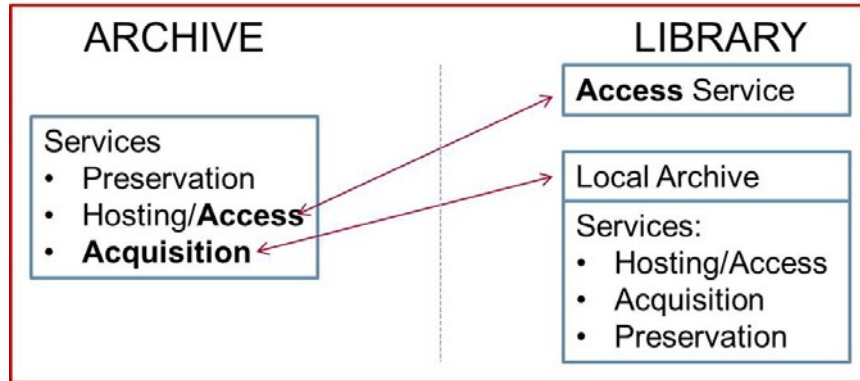 ARCHIVE
Services
• Preservation
• Hosting/Access
• Acquisition
LIBRARY
Access Service
Local Archive
Services:
• Hosting/Access
• Acquisition
• Preservation